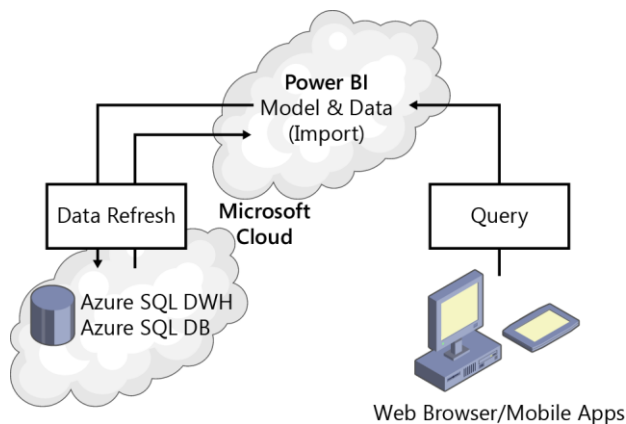 Power BI
Model & Data
(Import)
Data Refresh
Microsoft
Cloud
Query
Azure SQL DWH
Azure SQL DB
Web Browser/Mobile Apps